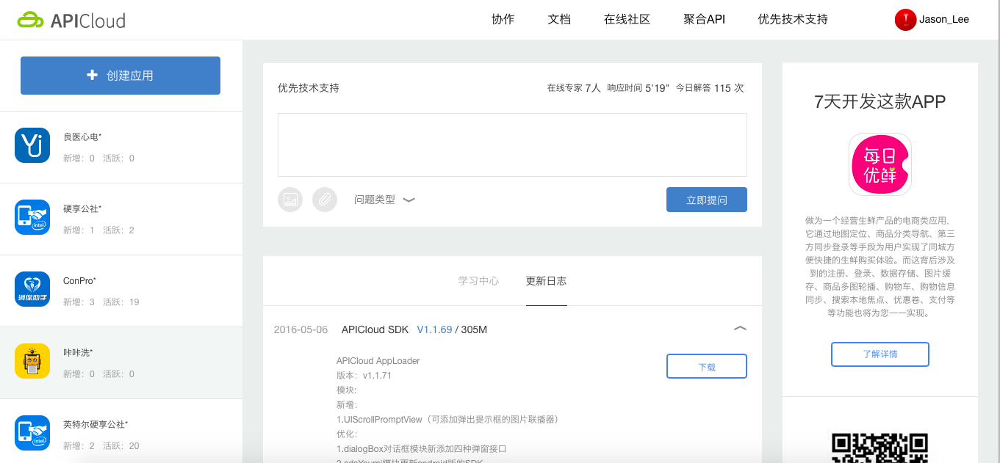 APICloud
协作 文档 在线社区 聚合API 优先技术支持 Jason_Lee
创建应用
良医心电*
新增：0 活跃：0
硬享公社*
新增：1 活跃：2
intel
ConPro*
新增：3 活跃：19
消保助手
咔咔洗*
新增：0 活跃：0
英特尔硬享公社*
新增：2 活跃：20
intel
优先技术支持
在线专家 7人 响应时间 5'19" 今日解答 115 次
问题类型
立即提问
学习中心 更新日志
2016-05-06 APICloud SDK V1.1.69 / 305M
下载
APICloud AppLoader
版本：v1.1.71
模块:
新增：
1.UIScrollPromptView（可添加弹出提示框的图片联播器）
优化：
1.dialogBox对话框模块新添加四种弹窗接口
2.adsYoumi模块更新android版的SDK
7天开发这款APP
每日
优鲜
做为一个经营生鲜产品的电商类应用,
它通过地图定位、商品分类导航、第三
方同步登录等手段为用户实现了同城方
便快捷的生鲜购买体验。而这背后涉及
到的注册、登录、数据存储、图片缓
存、商品多图轮播、购物车、购物信息
同步、搜索本地焦点、优惠卷、支付等
等功能也将为您一一实现。
了解详情